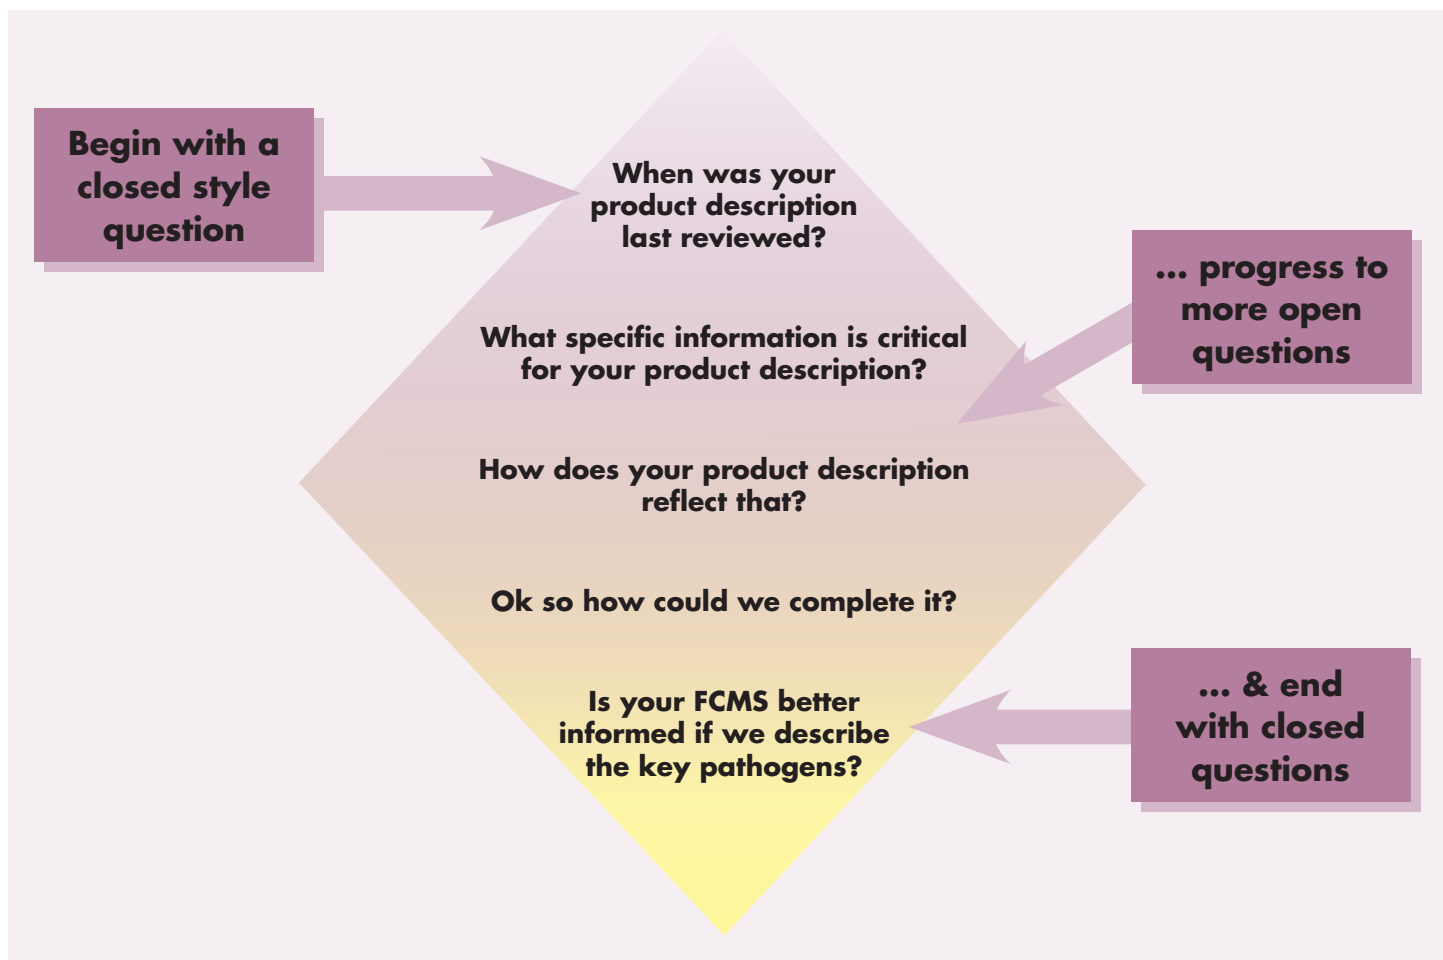 Begin with a
closed style
question
When was your
product description
last reviewed?
... progress to
more open
questions
What specific information is critical
for your product description?
How does your product description
reflect that?
Ok so how could we complete it?
... & end
with closed
questions
Is your FCMS better
informed if we describe
the key pathogens?